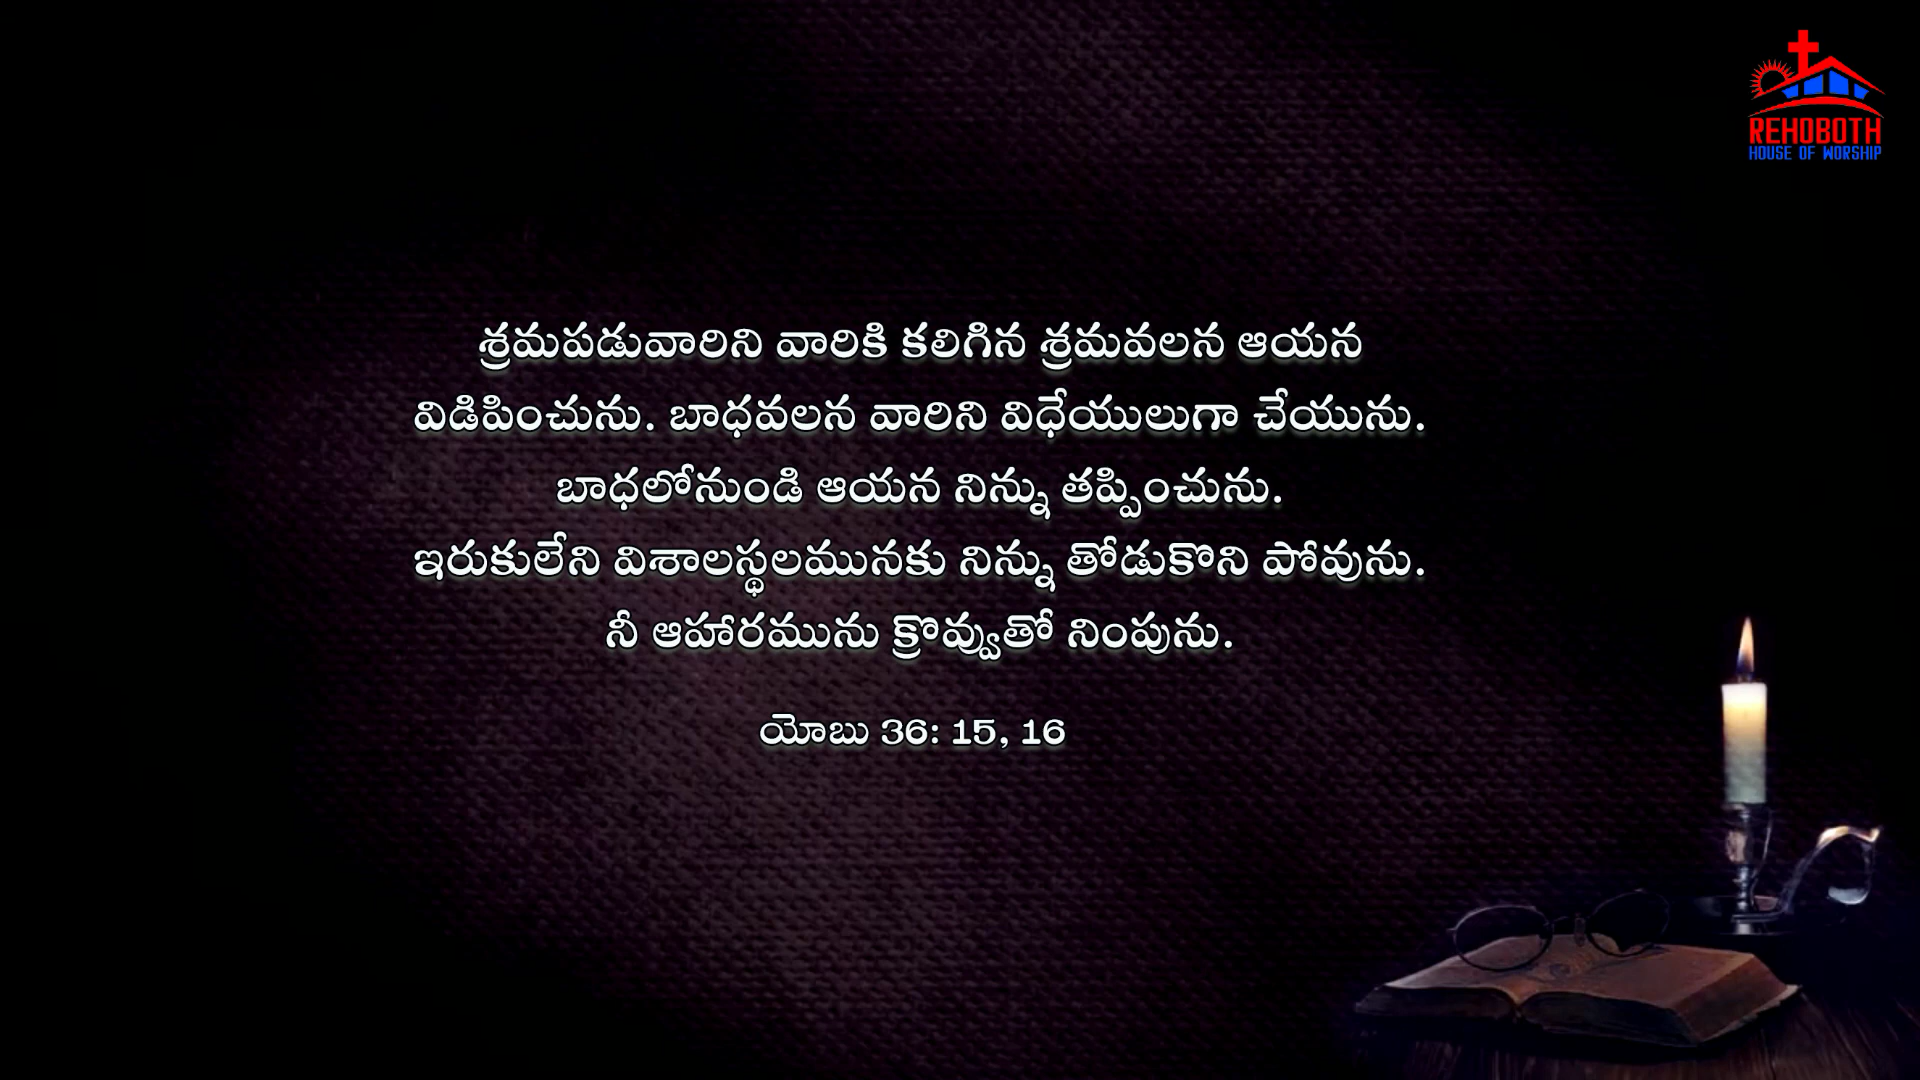 REHOBOTH
HOUSE OF WORSHIP
శ్రమపడువారిని వారికి కలిగిన శ్రమవలన ఆయన
విడిపించును. బాధవలన వారిని విధేయులుగా చేయును.
బాధలోనుండి ఆయన నిన్ను తప్పించును.
ఇరుకులేని విశాలస్థలమునకు నిన్ను తోడుకొని పోవును.
నీ ఆహారమును క్రొవ్వుతో నింపును.
యోబు 36: 15, 16